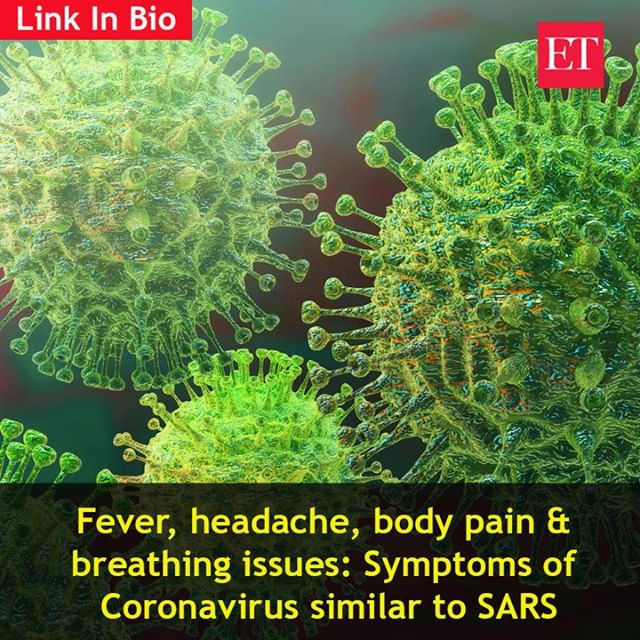 Link In Bio
ET
Fever, headache, body pain &
breathing issues: Symptoms of
Coronavirus similar to SARS